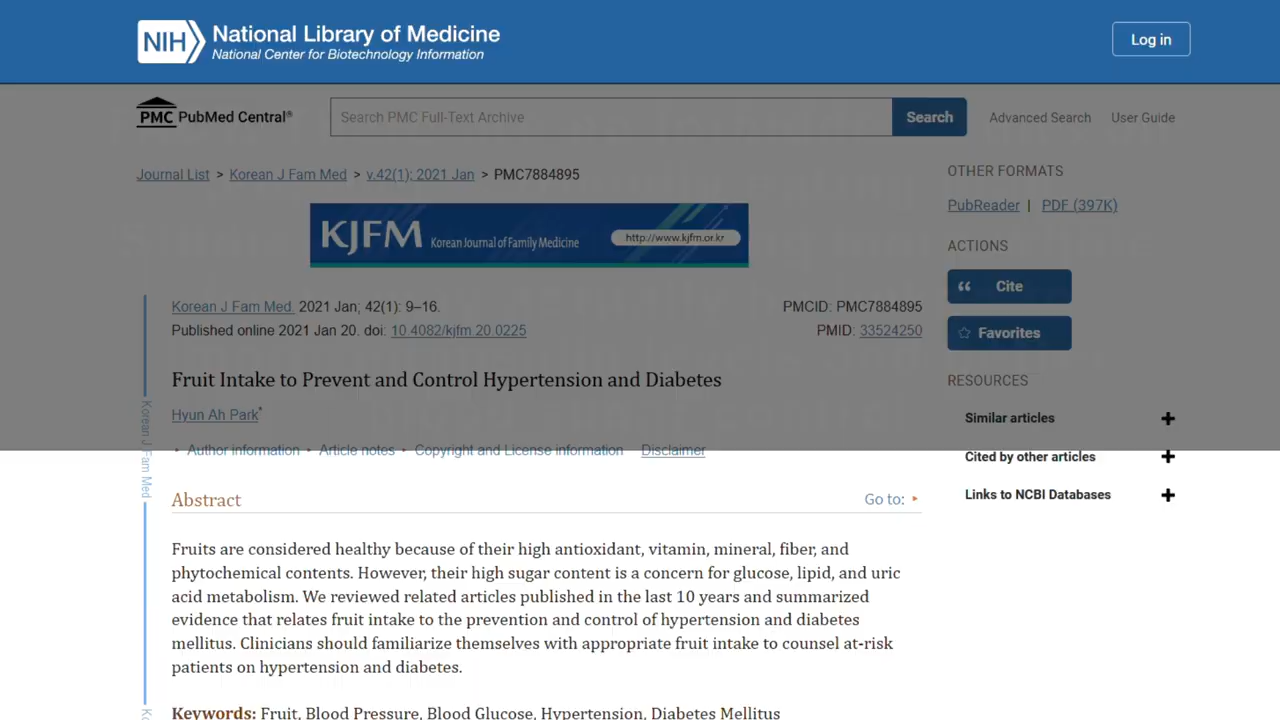 NIH National Library of Medicine
National Center for Biotechnology Information
Log in
PMC PubMed Central®
Search PMC Full-Text Archive
Search
Advanced Search
User Guide
Journal List > Korean J Fam Med > v.42(1); 2021 Jan > PMC7884895
KJFM Korean Journal of Family Medicine
http://www.kjfm.or.kr
Korean J Fam Med. 2021 Jan; 42(1): 9–16.
PMCID: PMC7884895
Published online 2021 Jan 20. doi: 10.4082/kjfm.20.0225
PMID: 33524250
Fruit Intake to Prevent and Control Hypertension and Diabetes
Hyun Ah Park*
• Author information • Article notes • Copyright and License information Disclaimer
Korean J Fam Med
Abstract
Go to: ▸
Fruits are considered healthy because of their high antioxidant, vitamin, mineral, fiber, and
phytochemical contents. However, their high sugar content is a concern for glucose, lipid, and uric
acid metabolism. We reviewed related articles published in the last 10 years and summarized
evidence that relates fruit intake to the prevention and control of hypertension and diabetes
mellitus. Clinicians should familiarize themselves with appropriate fruit intake to counsel at-risk
patients on hypertension and diabetes.
Keywords: Fruit, Blood Pressure, Blood Glucose, Hypertension, Diabetes Mellitus
OTHER FORMATS
PubReader | PDF (397K)
ACTIONS
Cite
Favorites
RESOURCES
Similar articles
Cited by other articles
Links to NCBI Databases